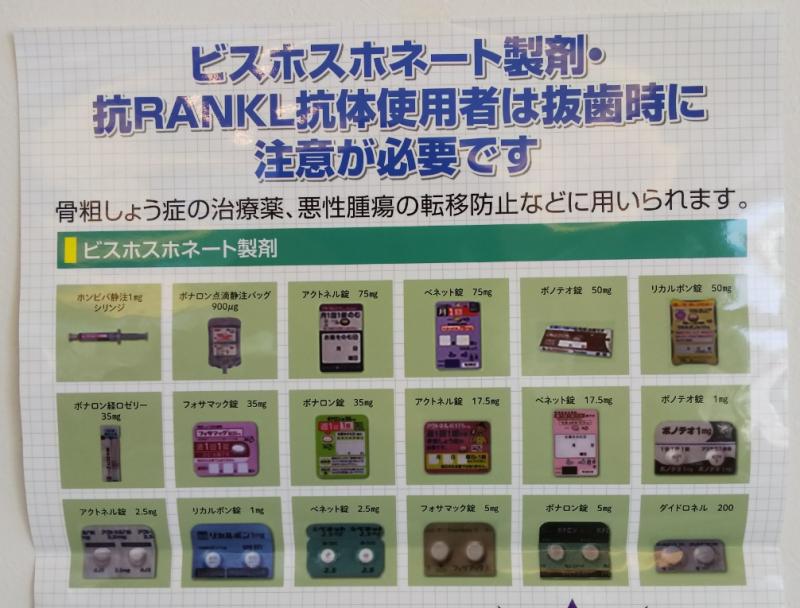 ビスホスホネート製剤・
抗RANKL抗体使用者は抜歯時に
注意が必要です
骨粗しょう症の治療薬、悪性腫瘍の転移防止などに用いられます。
ビスホスホネート製剤
ホンビバ静注1mg
シリンジ
ボナロン点滴静注バッグ
900μg
アクトネル錠 75mg
ベネット錠 75mg
ボノテオ錠 50mg
リカルボン錠 50mg
ボナロン経口ゼリー
35mg
フォサマック錠 35mg
ボナロン錠 35mg
アクトネル錠 17.5mg
ベネット錠 17.5mg
ボノテオ錠 1mg
ボノテオ1mg
アクトネル錠 2.5mg
リカルボン錠 1mg
ベネット錠 2.5mg
フォサマック錠 5mg
ボナロン錠 5mg
ダイドロネル 200